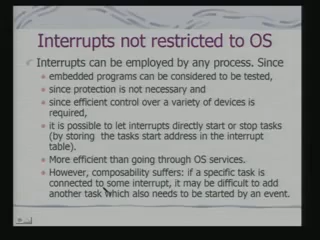 Interrupts not restricted to OS
Interrupts can be employed by any process. Since
embedded programs can be considered to be tested,
since protection is not necessary and
since efficient control over a variety of devices is
required,
it is possible to let interrupts directly start or stop tasks
(by storing the tasks start address in the interrupt
table).
More efficient than going through OS services.
However, composability suffers: if a specific task is
connected to some interrupt, it may be difficult to add
another task which also needs to be started by an event.